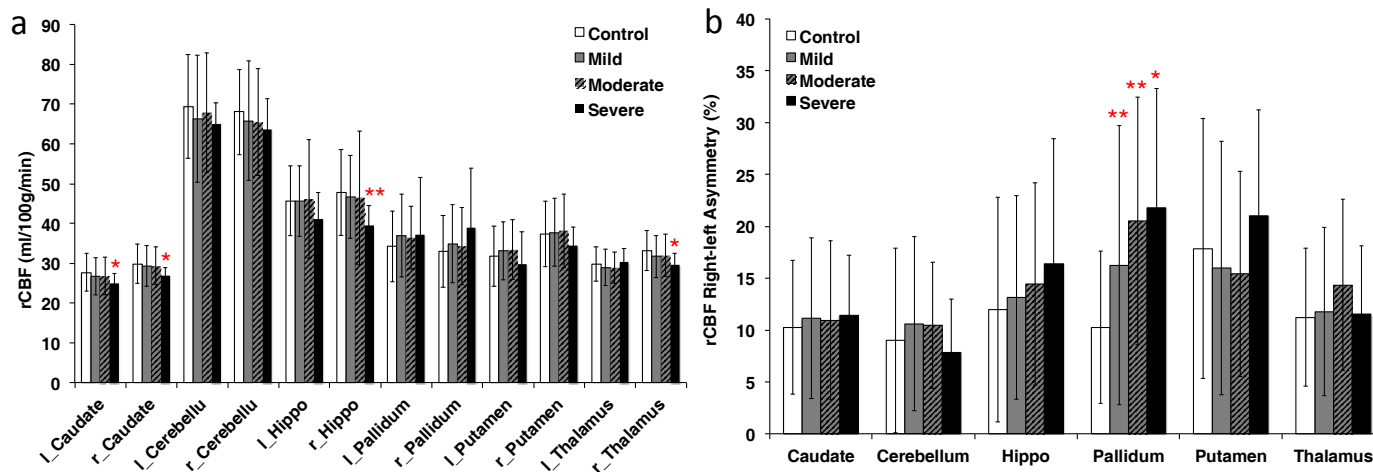 a
rCBF (ml/100g/min)
90
80
70
60
50
40
30
20
10
0
Control
Mild
Moderate
Severe
*
*
**
*
l_Caudate
r_Caudate
l_Cerebellu
r_Cerebellu
l_Hippo
r_Hippo
l_Pallidum
r_Pallidum
l_Putamen
r_Putamen
l_Thalamus
r_Thalamus
b
rCBF Right-left Asymmetry (%)
40
35
30
25
20
15
10
5
0
Control
Mild
Moderate
Severe
**
**
*
Caudate
Cerebellum
Hippo
Pallidum
Putamen
Thalamus